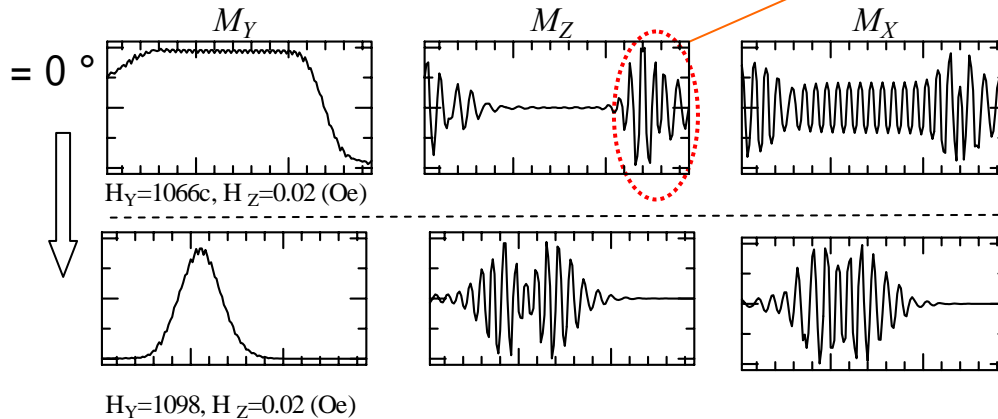 M_Y M_Z M_X
= 0 °
H_Y=1066c, H_Z=0.02 (Oe)
H_Y=1098, H_Z=0.02 (Oe)